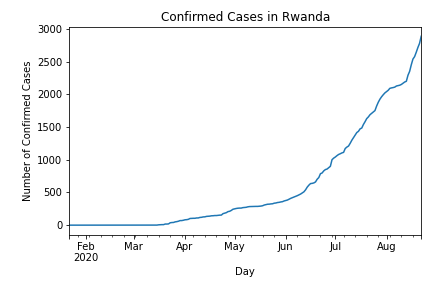 Confirmed Cases in Rwanda
Number of Confirmed Cases
3000
2500
2000
1500
1000
500
0
Feb Mar Apr May Jun Jul Aug
2020
Day